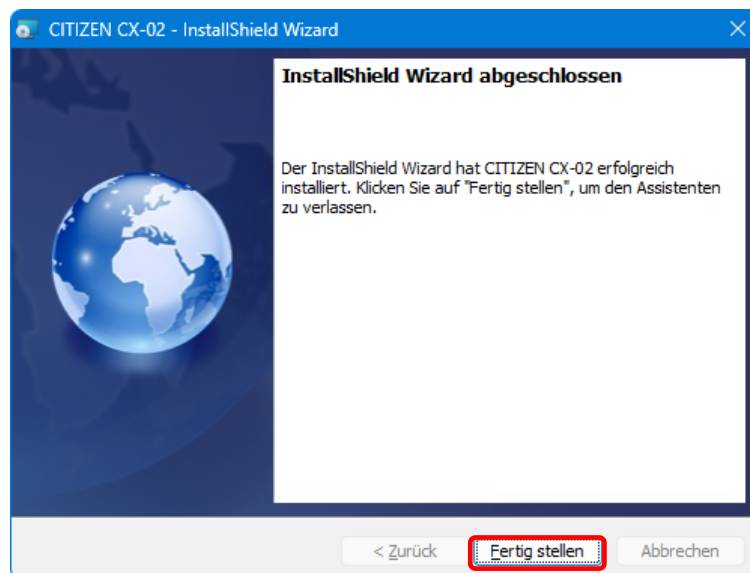 CITIZEN CX-02 - InstallShield Wizard
InstallShield Wizard abgeschlossen
Der InstallShield Wizard hat CITIZEN CX-02 erfolgreich
installiert. Klicken Sie auf "Fertig stellen", um den Assistenten
zu verlassen.
< Zurück Fertig stellen Abbrechen